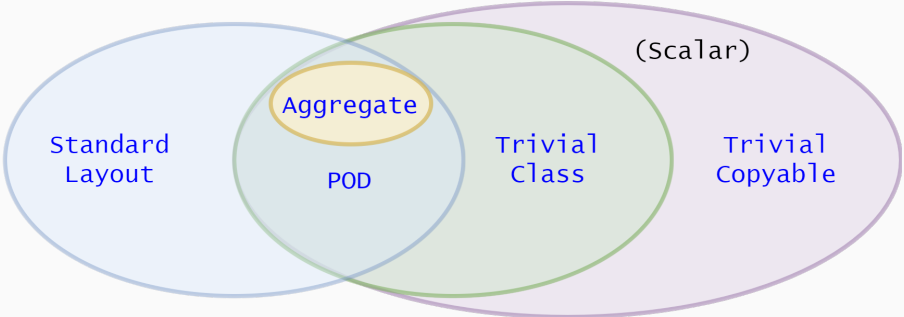 (Scalar)
Aggregate
Standard
Layout
POD
Trivial
Class
Trivial
Copyable